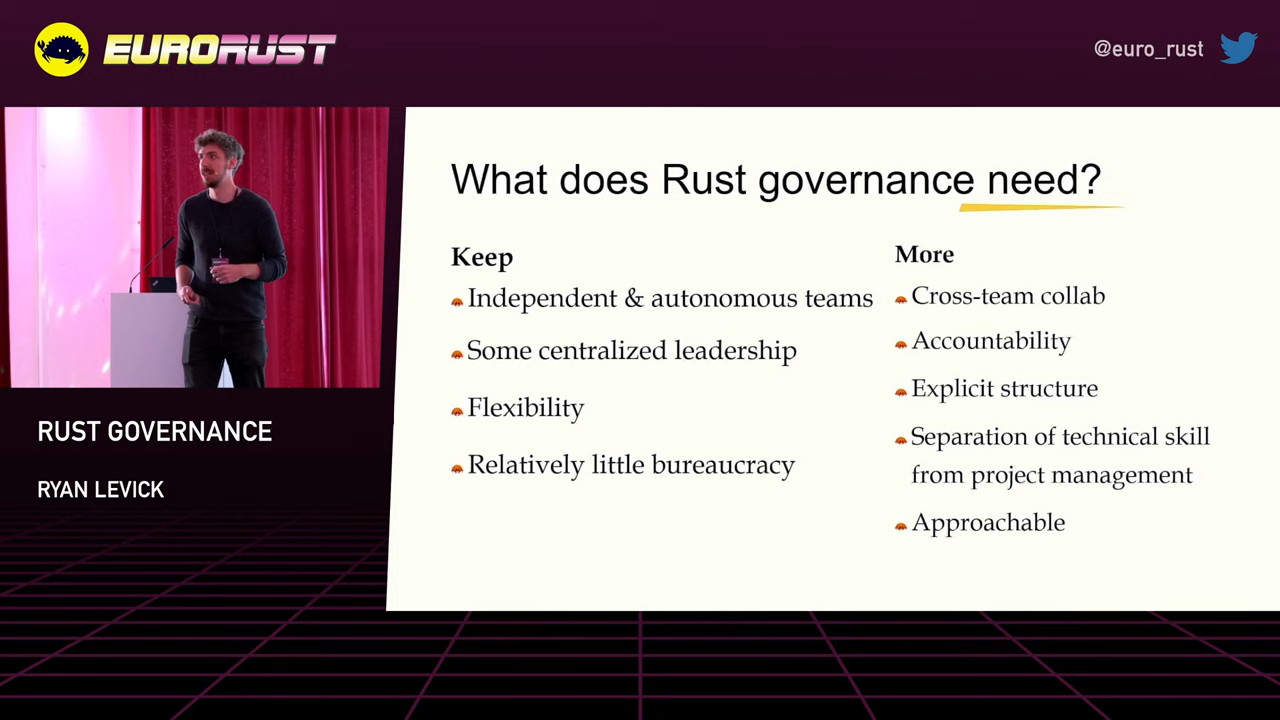 EURORUST
@euro_rust
What does Rust governance need?
Keep
Independent & autonomous teams
Some centralized leadership
Flexibility
Relatively little bureaucracy
More
Cross-team collab
Accountability
Explicit structure
Separation of technical skill
from project management
Approachable
RUST GOVERNANCE
RYAN LEVICK